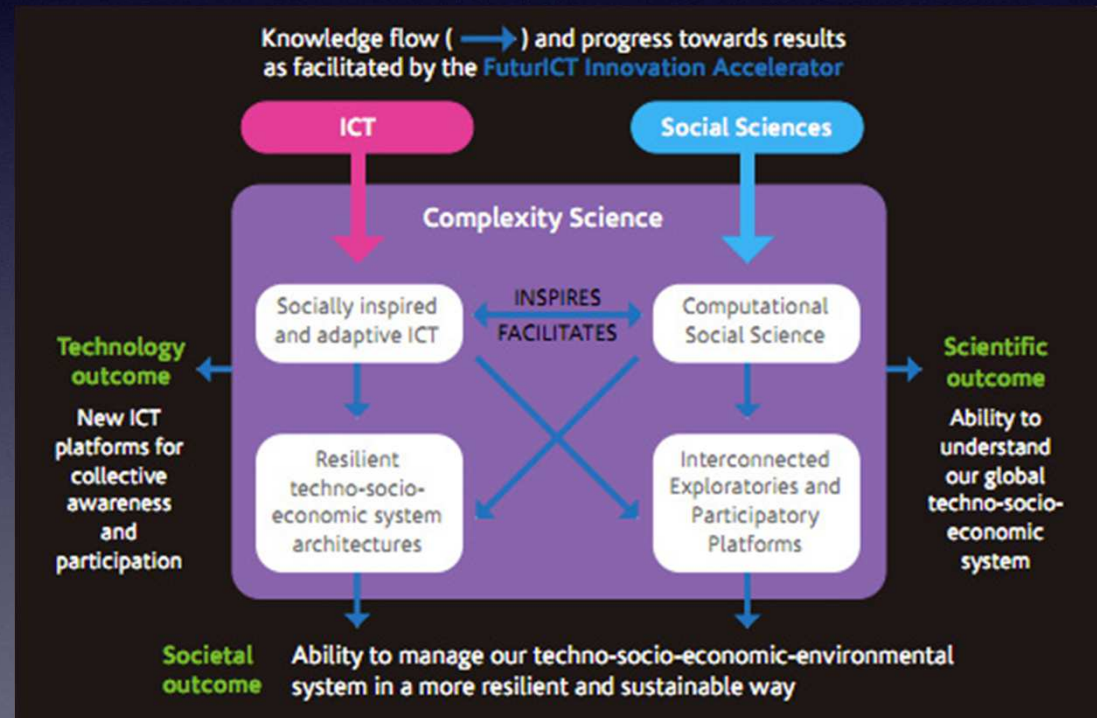 Knowledge flow ( → ) and progress towards results
as facilitated by the FuturICT Innovation Accelerator
ICT
Social Sciences
Complexity Science
Socially inspired
and adaptive ICT
INSPIRES
FACILITATES
Computational
Social Science
Technology
outcome
New ICT
platforms for
collective
awareness
and
participation
Resilient
techno-socio-
economic system
architectures
Interconnected
Exploratories and
Participatory
Platforms
Scientific
outcome
Ability to
understand
our global
techno-socio-
economic
system
Societal
outcome
Ability to manage our techno-socio-economic-environmental
system in a more resilient and sustainable way